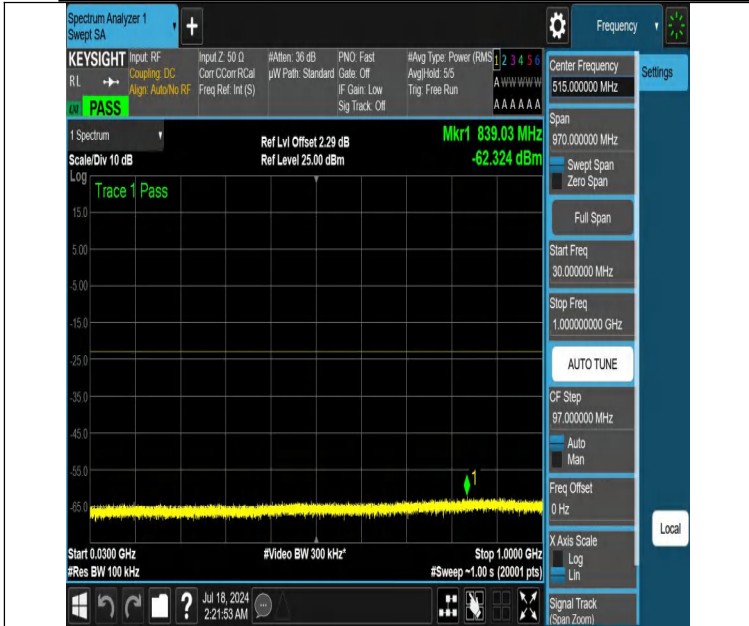 Spectrum Analyzer 1
Swept SA
Frequency
KEYSIGHT
R L
PASS
Input: RF
Coupling: DC
Align: Auto/No RF
Input Z: 50 Ω
Corr CCorr RCal
Freq Ref: Int (S)
#Atten: 36 dB
µW Path: Standard
PNO: Fast
Gate: Off
IF Gain: Low
Sig Track: Off
#Avg Type: Power (RMS
Avg|Hold: 5/5
Trig: Free Run
1 2 3 4 5 6
A W W W W W
A A A A A A
1 Spectrum
Scale/Div 10 dB
Ref Lvl Offset 2.29 dB
Ref Level 25.00 dBm
Mkr1 839.03 MHz
-62.324 dBm
Log
Trace 1 Pass
15.0
5.00
-5.00
-15.0
-25.0
-35.0
-45.0
-55.0
-65.0
1
Start 0.0300 GHz
#Res BW 100 kHz
#Video BW 300 kHz*
Stop 1.0000 GHz
#Sweep ~1.00 s (20001 pts)
Jul 18, 2024
2:21:53 AM
Center Frequency
515.000000 MHz
Settings
Span
970.000000 MHz
Swept Span
Zero Span
Full Span
Start Freq
30.000000 MHz
Stop Freq
1.000000000 GHz
AUTO TUNE
CF Step
97.000000 MHz
Auto
Man
Freq Offset
0 Hz
X Axis Scale
Log
Lin
Local
Signal Track
(Span Zoom)